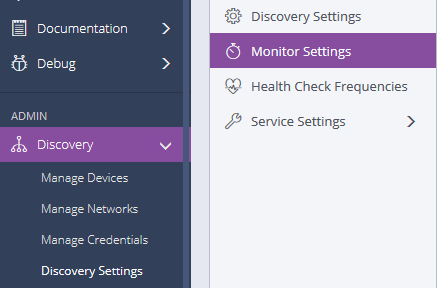 Documentation
Debug
ADMIN
Discovery
Manage Devices
Manage Networks
Manage Credentials
Discovery Settings
Discovery Settings
Monitor Settings
Health Check Frequencies
Service Settings